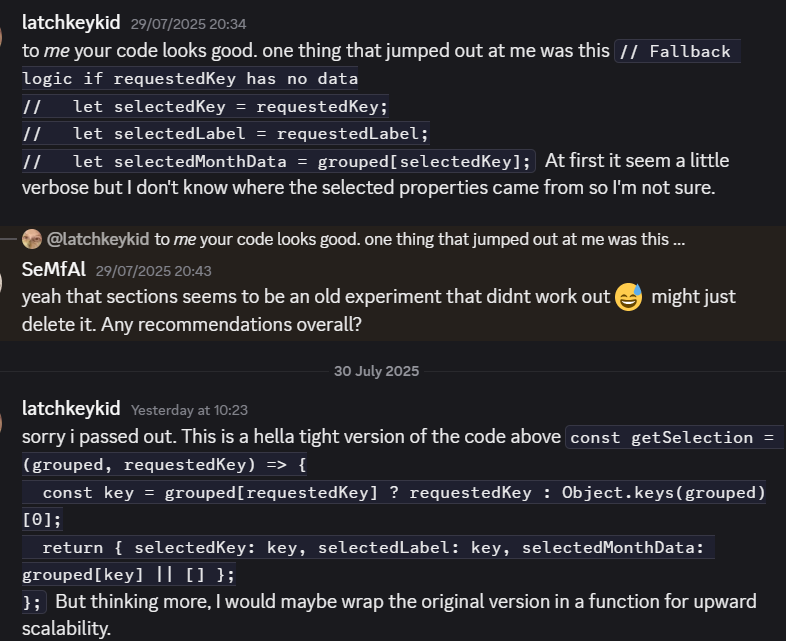 latchkeykid 29/07/2025 20:34
to me your code looks good. one thing that jumped out at me was this // Fallback
logic if requestedKey has no data
//   let selectedKey = requestedKey;
//   let selectedLabel = requestedLabel;
//   let selectedMonthData = grouped[selectedKey]; At first it seem a little
verbose but I don't know where the selected properties came from so I'm not sure.
@latchkeykid to me your code looks good. one thing that jumped out at me was this ...
SeMfAl 29/07/2025 20:43
yeah that sections seems to be an old experiment that didnt work out 😅 might just
delete it. Any recommendations overall?
30 July 2025
latchkeykid Yesterday at 10:23
sorry i passed out. This is a hella tight version of the code above const getSelection =
(grouped, requestedKey) => {
  const key = grouped[requestedKey] ? requestedKey : Object.keys(grouped)
[0];
  return { selectedKey: key, selectedLabel: key, selectedMonthData:
grouped[key] || [] };
}; But thinking more, I would maybe wrap the original version in a function for upward
scalability.